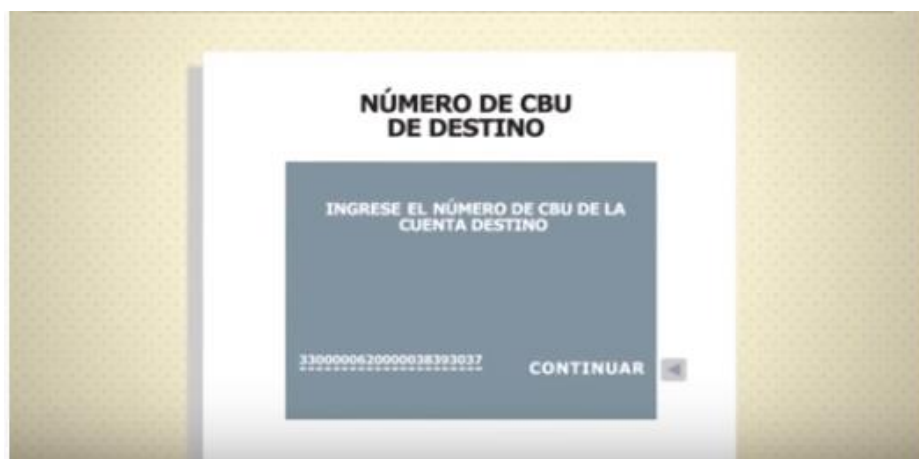 NÚMERO DE CBU
DE DESTINO
INGRESE EL NÚMERO DE CBU DE LA
CUENTA DESTINO
3300000620000038393037
CONTINUAR